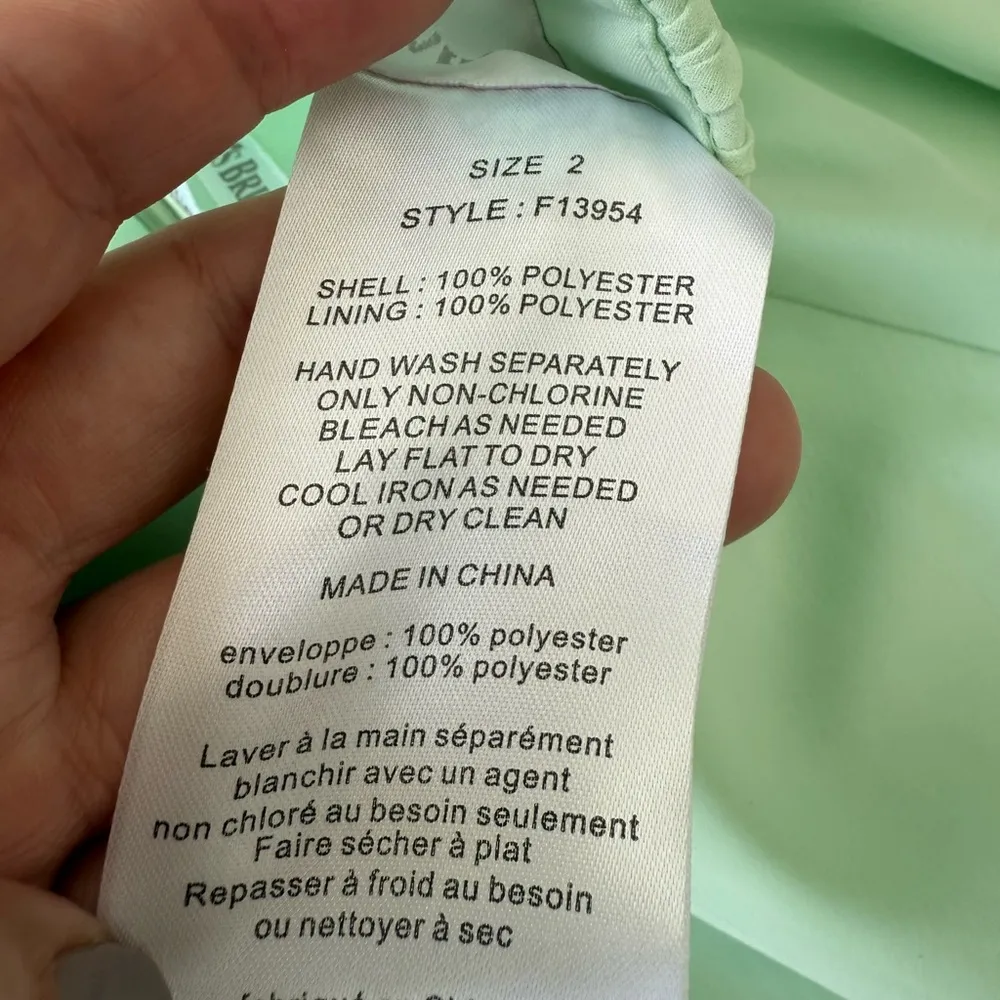 SIZE 2
STYLE : F13954
SHELL : 100% POLYESTER
LINING : 100% POLYESTER
HAND WASH SEPARATELY
ONLY NON-CHLORINE
BLEACH AS NEEDED
LAY FLAT TO DRY
COOL IRON AS NEEDED
OR DRY CLEAN
MADE IN CHINA
enveloppe : 100% polyester
doublure : 100% polyester
Laver à la main séparément
blanchir avec un agent
non chloré au besoin seulement
Faire sécher à plat
Repasser à froid au besoin
ou nettoyer à sec